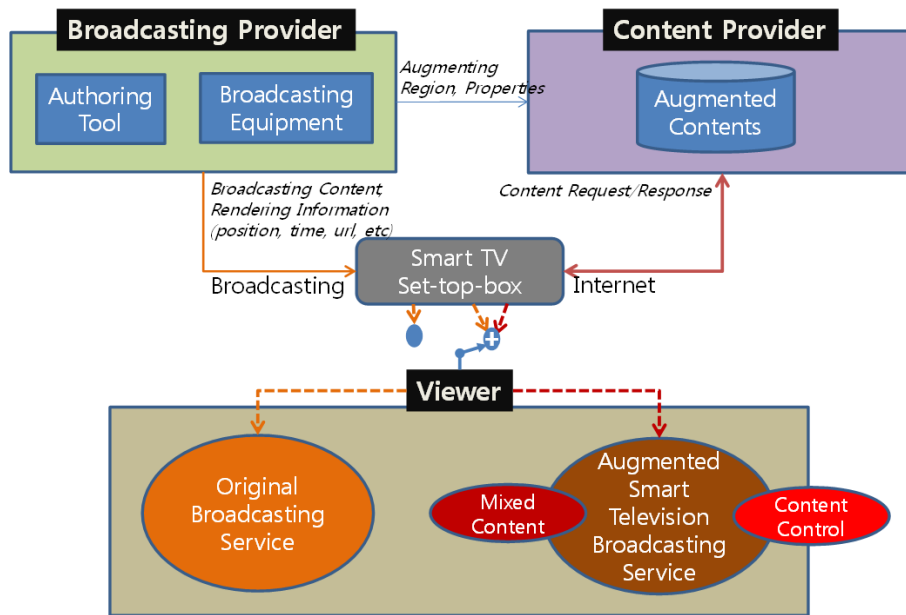 Broadcasting Provider
Content Provider
Authoring
Tool
Broadcasting
Equipment
Augmenting
Region, Properties
Augmented
Contents
Broadcasting Content,
Rendering Information
(position, time, url, etc)
Content Request/Response
Smart TV
Set-top-box
Broadcasting
Internet
Viewer
Original
Broadcasting
Service
Mixed
Content
Augmented
Smart
Television
Broadcasting
Service
Content
Control